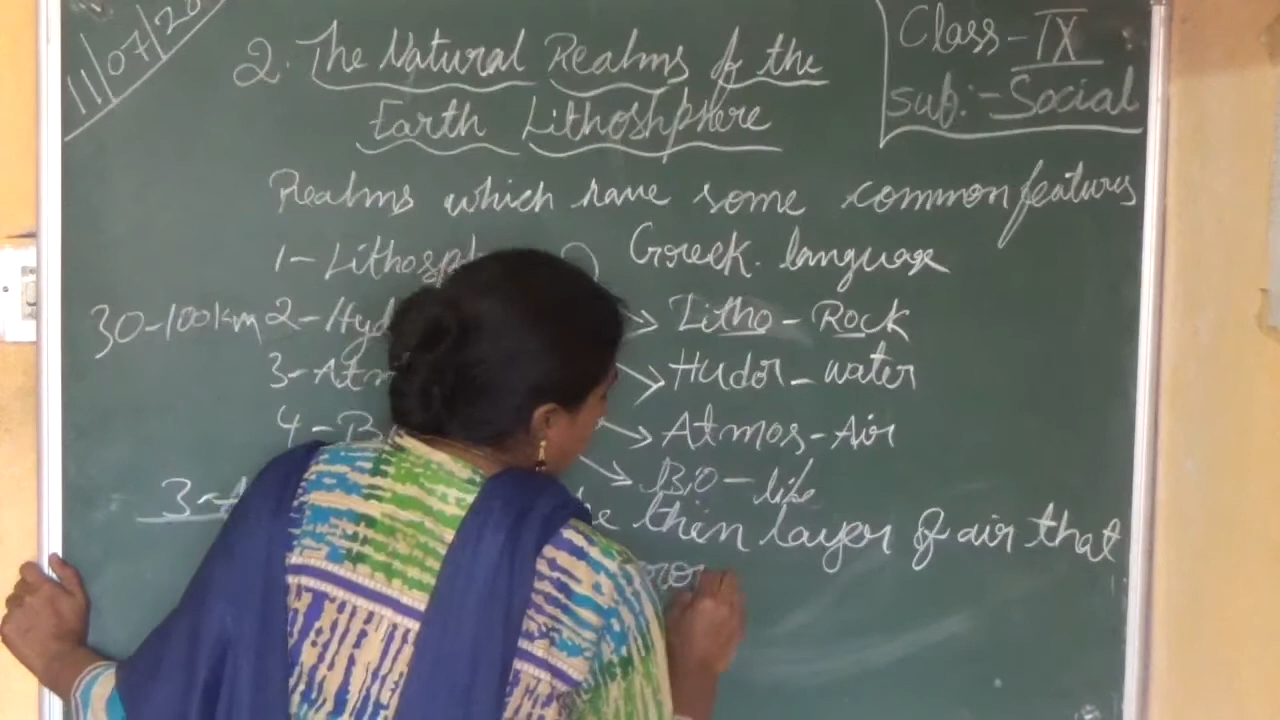 11/07/20
Class - IX
sub:- Social
2. The Natural Realms of the
Earth Lithoshphere
Realms which have some common features
1 - Lithosph
Greek language
30-100km
2 - Hyd
Litho - Rock
3 - Atm
Hudor - water
4 - B
Atmos - Air
Bio - life
3 - A
thin layer of air that